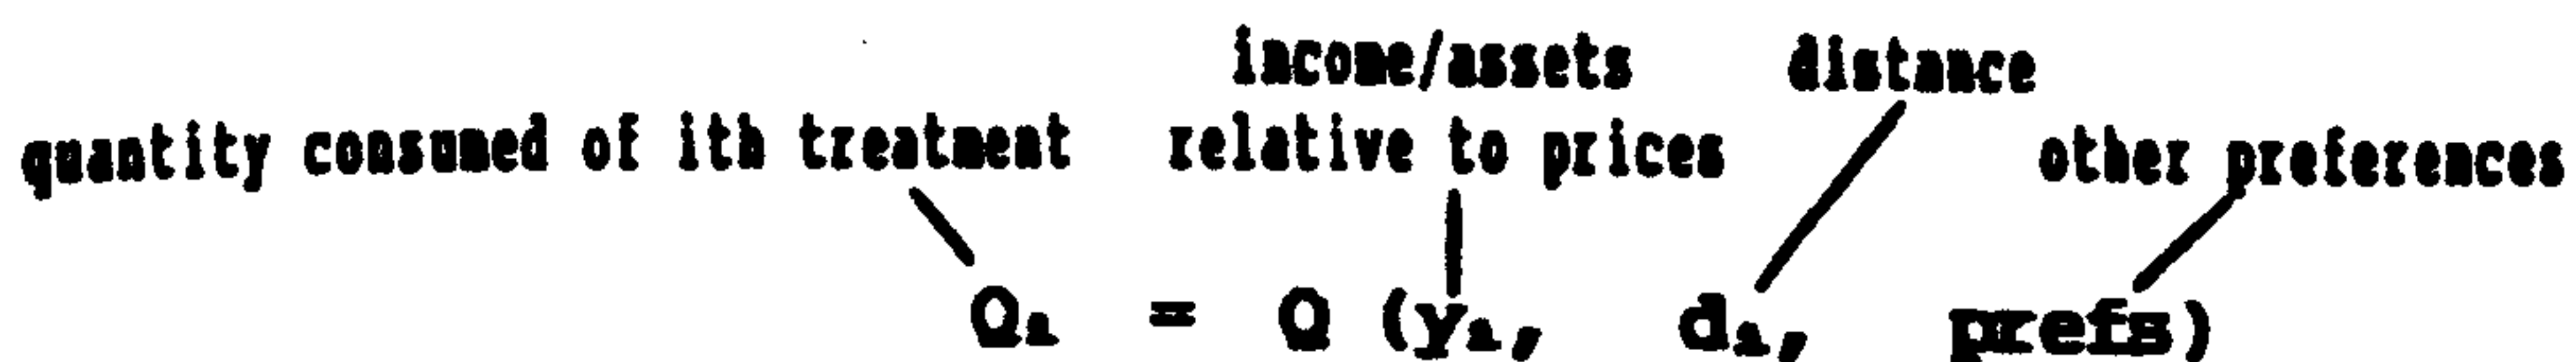 income/assets distance
quantity consumed of ith treatment relative to prices other preferences
Qi = Q (yi, di, prefs)